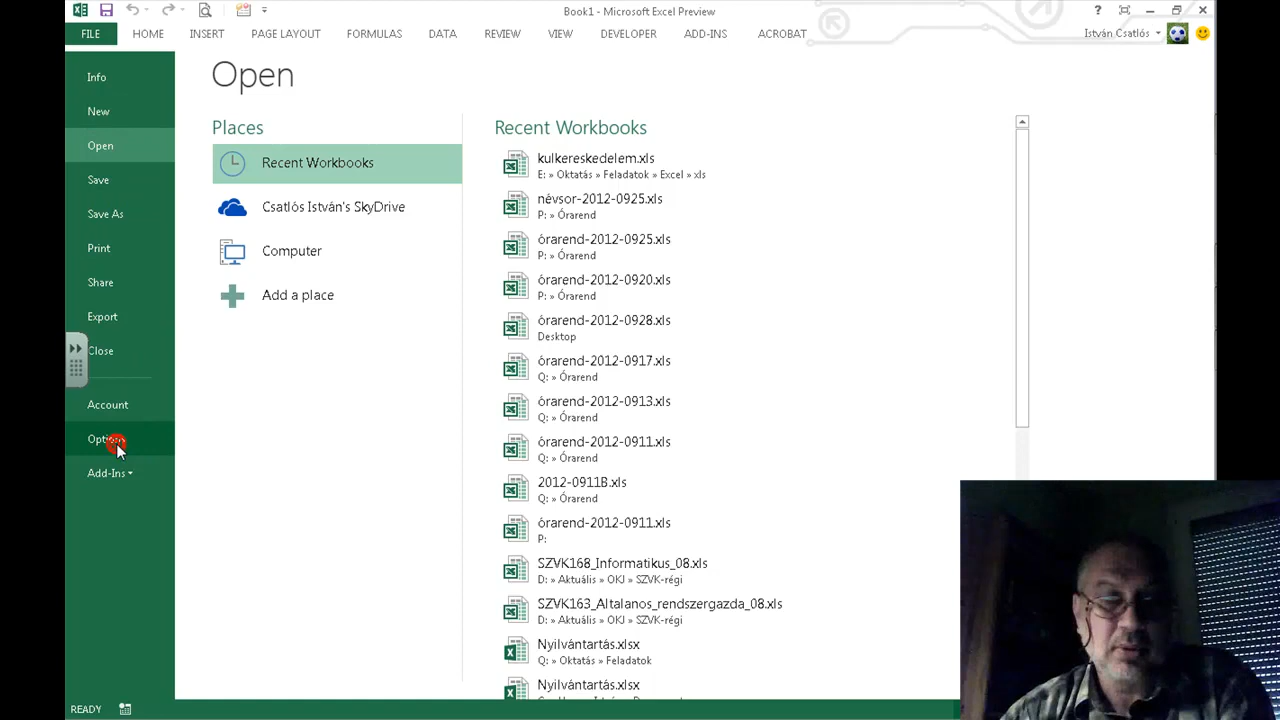 Book1 - Microsoft Excel Preview
?
FILE HOME INSERT PAGE LAYOUT FORMULAS DATA REVIEW VIEW DEVELOPER ADD-INS ACROBAT István Csatlós
Info
New
Open
Save
Save As
Print
Share
Export
Close
Account
Add-Ins
Open
Places
Recent Workbooks
Csatlós István's SkyDrive
Computer
Add a place
Recent Workbooks
kulkereskedelem.xls
E: » Oktatás » Feladatok » Excel » xls
névsor-2012-0925.xls
P: » Órarend
órarend-2012-0925.xls
P: » Órarend
órarend-2012-0920.xls
P: » Órarend
órarend-2012-0928.xls
Desktop
órarend-2012-0917.xls
Q: » Órarend
órarend-2012-0913.xls
Q: » Órarend
órarend-2012-0911.xls
Q: » Órarend
2012-0911B.xls
Q: » Órarend
órarend-2012-0911.xls
P:
SZVK168_Informatikus_08.xls
D: » Aktuális » OKJ » SZVK-régi
SZVK163_Altalanos_rendszergazda_08.xls
D: » Aktuális » OKJ » SZVK-régi
Nyilvántartás.xlsx
Q: » Oktatás » Feladatok
Nyilvántartás.xlsx
READY